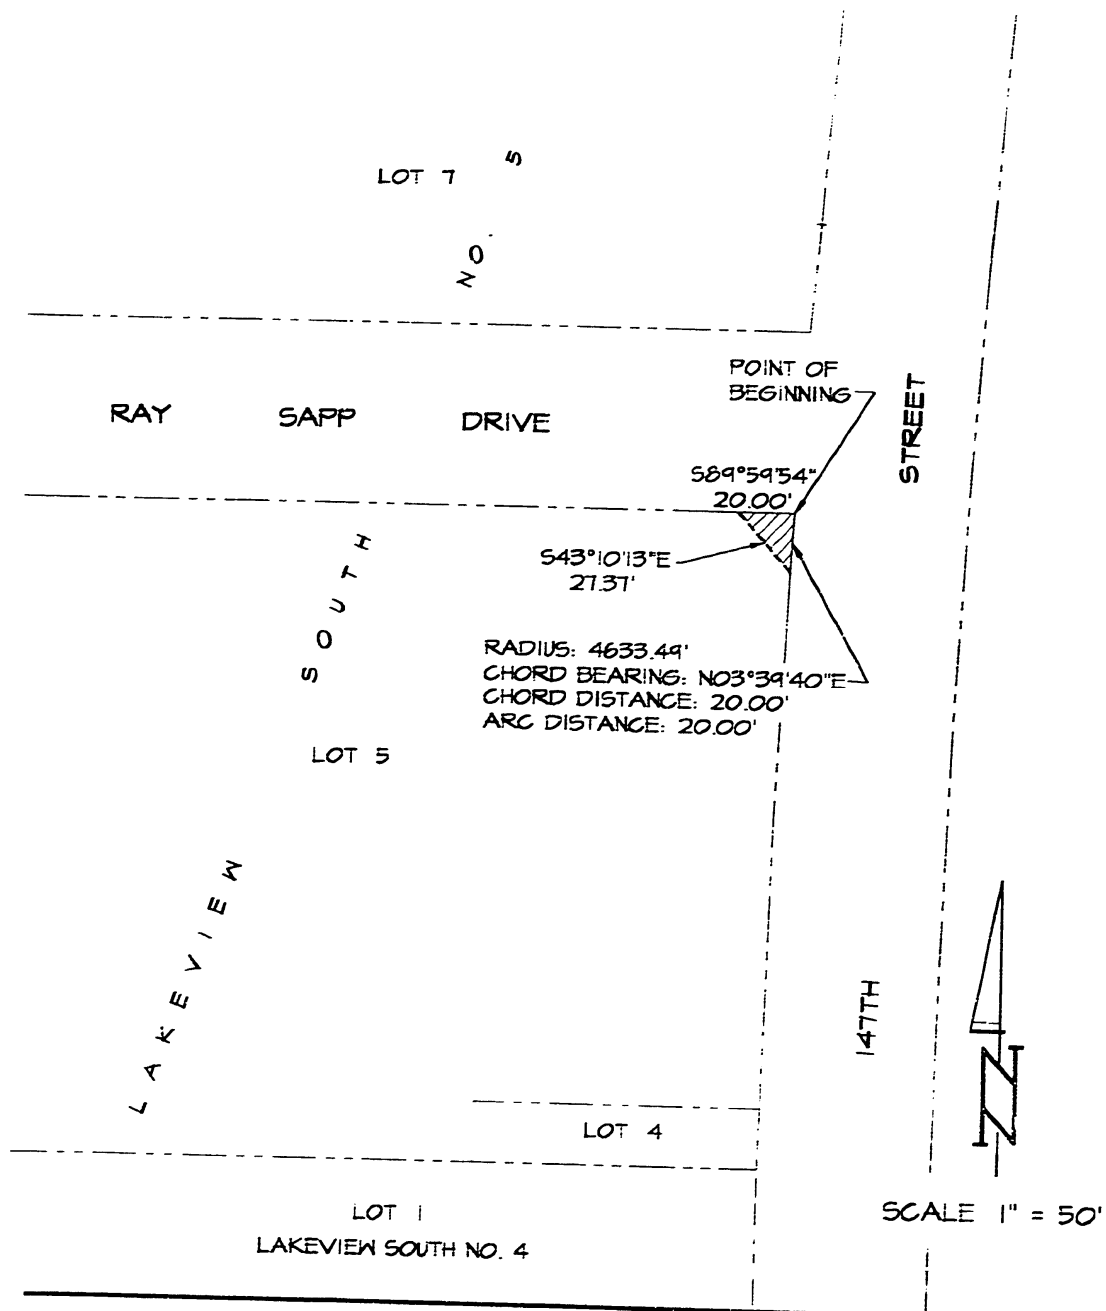 LOT 7
NO. 5
POINT OF
BEGINNING
RAY SAPP DRIVE
STREET
S89°59'54"
20.00'
S43°10'13"E
27.37'
RADIUS: 4633.49'
CHORD BEARING: N03°39'40"E
CHORD DISTANCE: 20.00'
ARC DISTANCE: 20.00'
LAKEVIEW SOUTH
LOT 5
147TH
N
LOT 4
SCALE 1" = 50'
LOT 1
LAKEVIEW SOUTH NO. 4